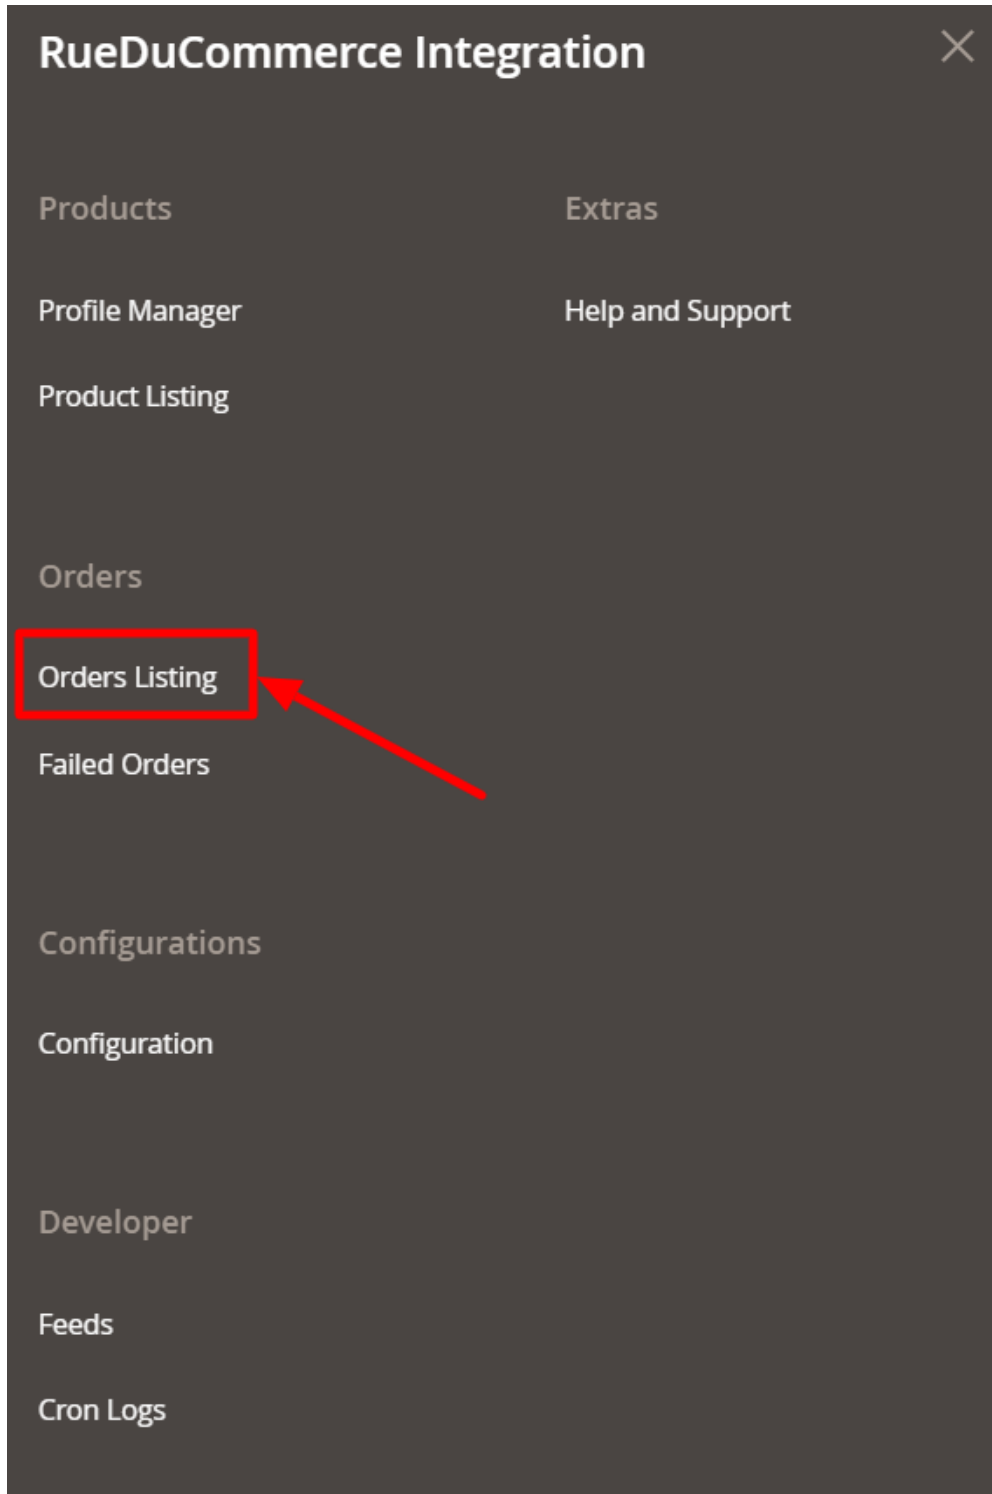 RueDuCommerce Integration
Products
Profile Manager
Product Listing
Extras
Help and Support
Orders
Orders Listing
Failed Orders
Configurations
Configuration
Developer
Feeds
Cron Logs